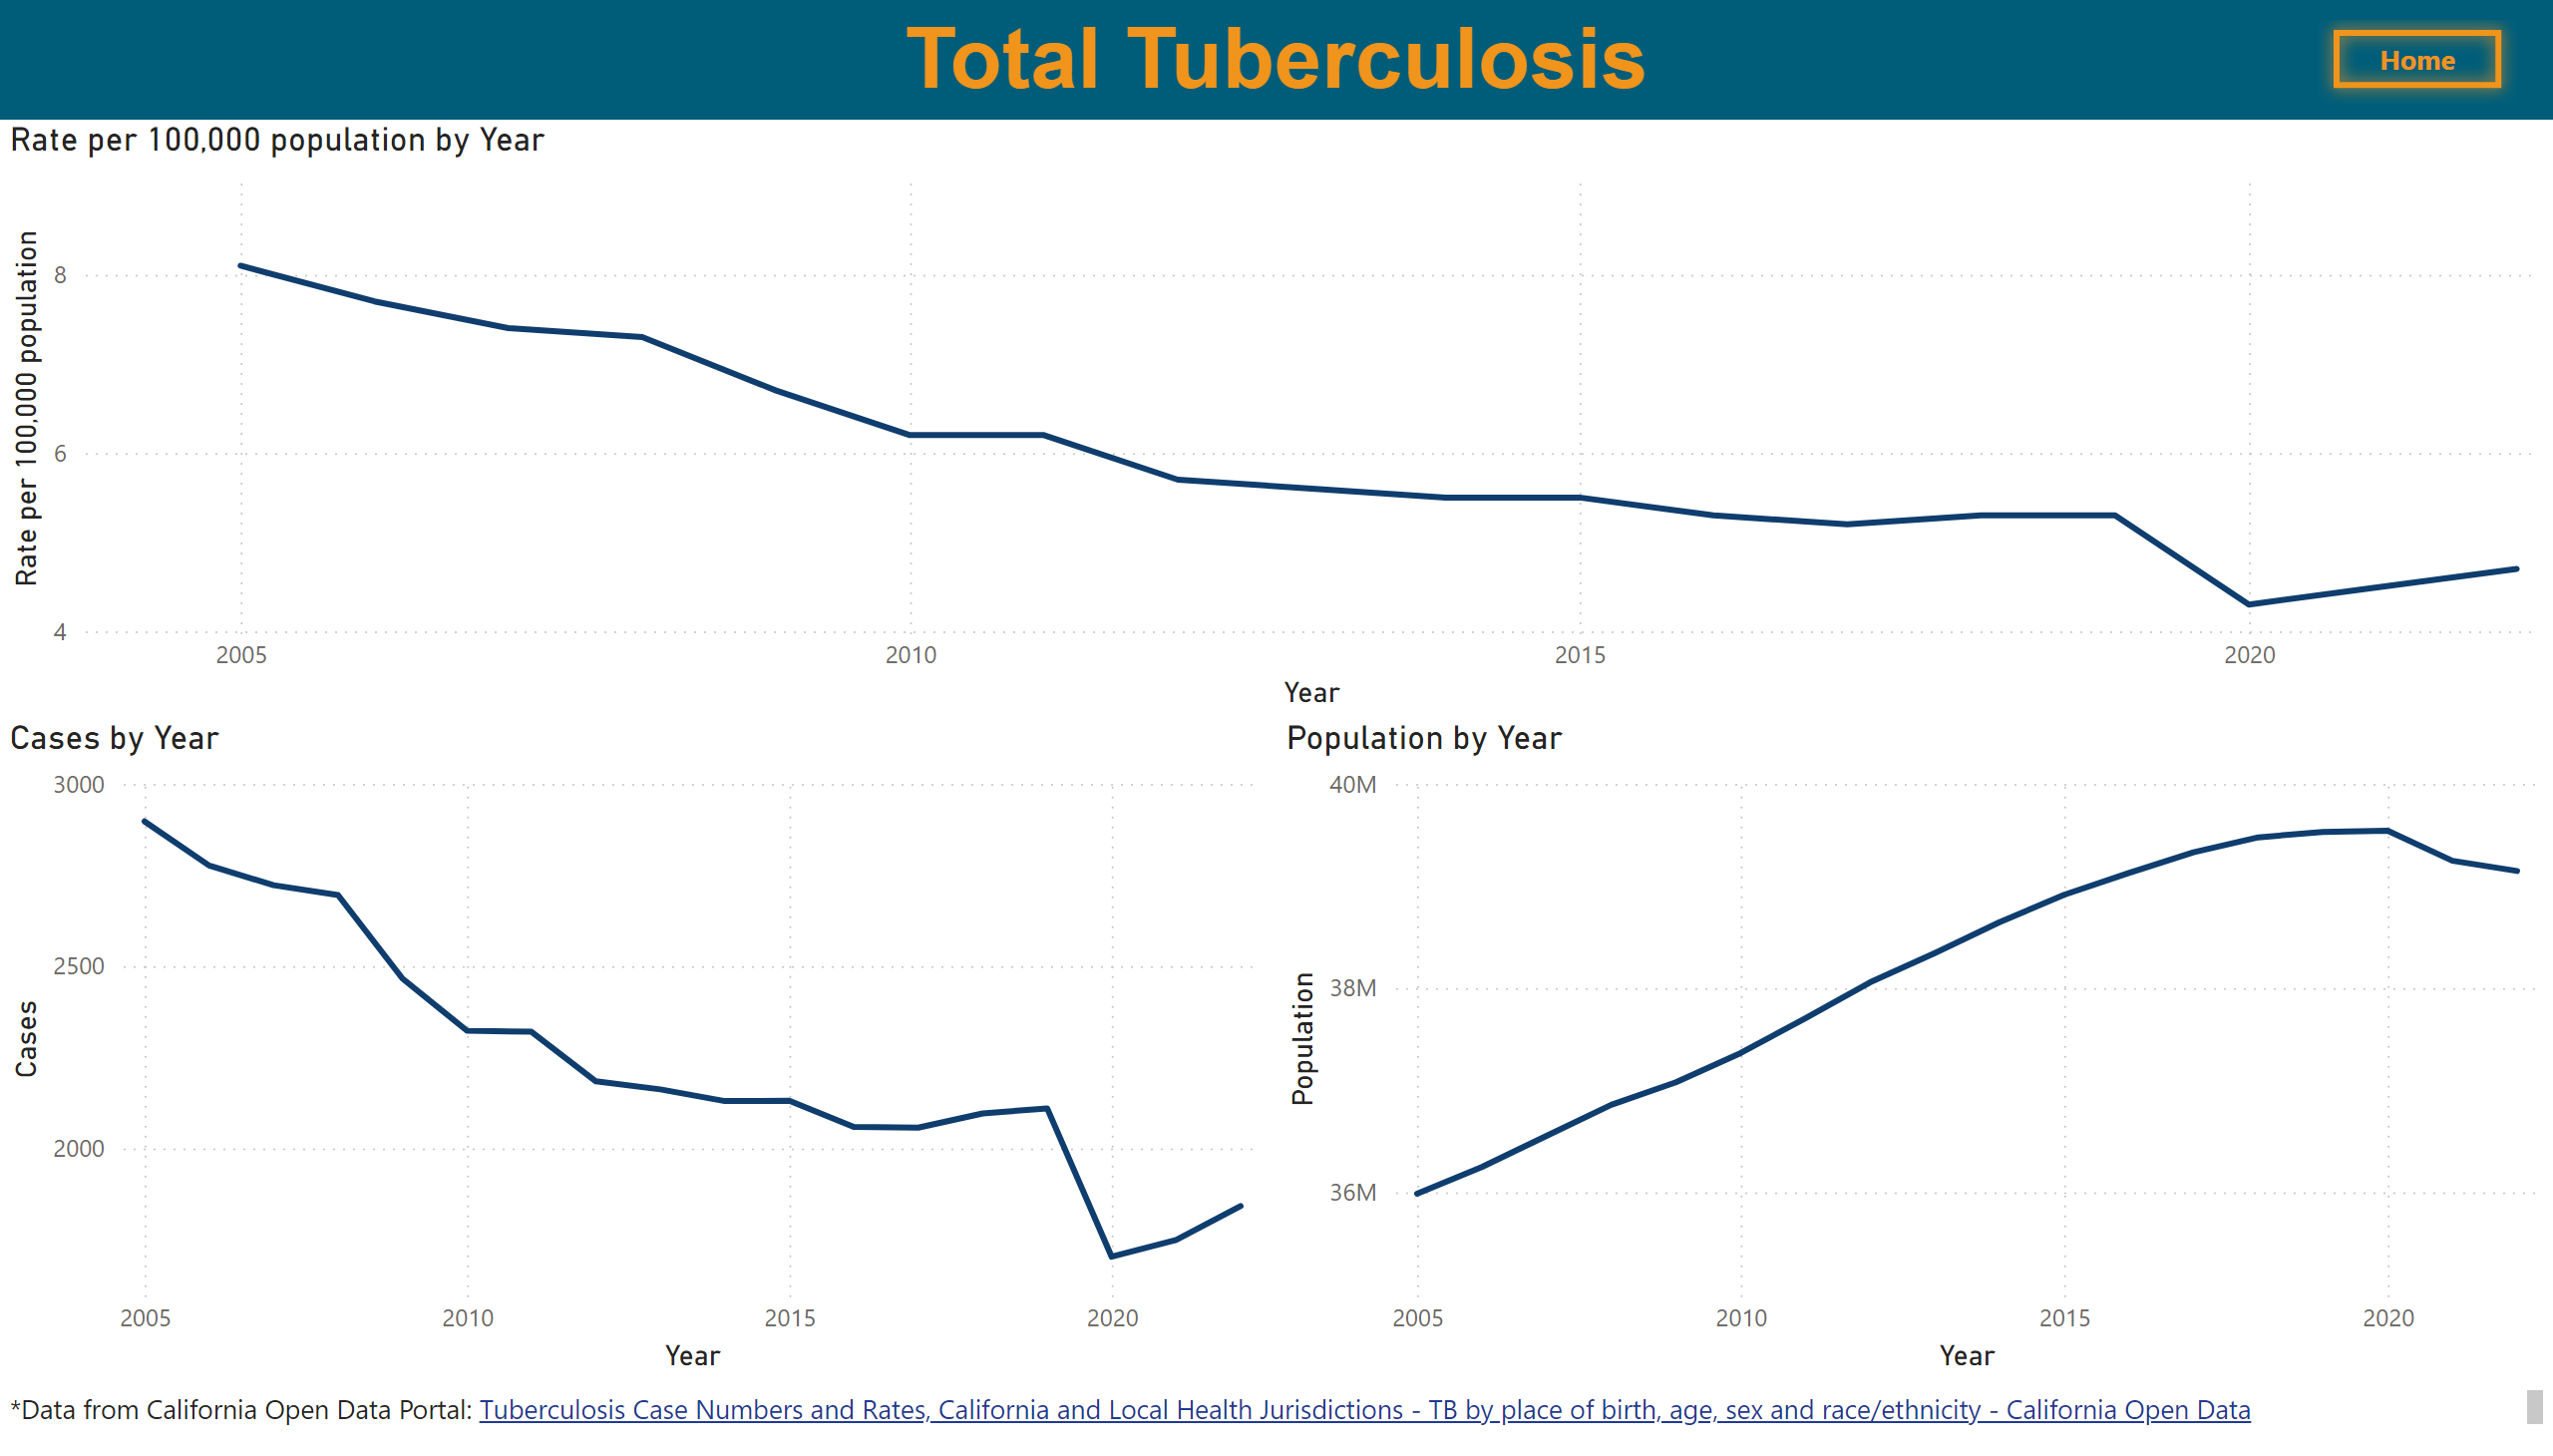 Total Tuberculosis
Home
Rate per 100,000 population by Year
Rate per 100,000 population
8
6
4
2005 2010 2015 2020
Year
Cases by Year
Cases
3000
2500
2000
2005 2010 2015 2020
Year
Population by Year
Population
40M
38M
36M
2005 2010 2015 2020
Year
*Data from California Open Data Portal: Tuberculosis Case Numbers and Rates, California and Local Health Jurisdictions - TB by place of birth, age, sex and race/ethnicity - California Open Data